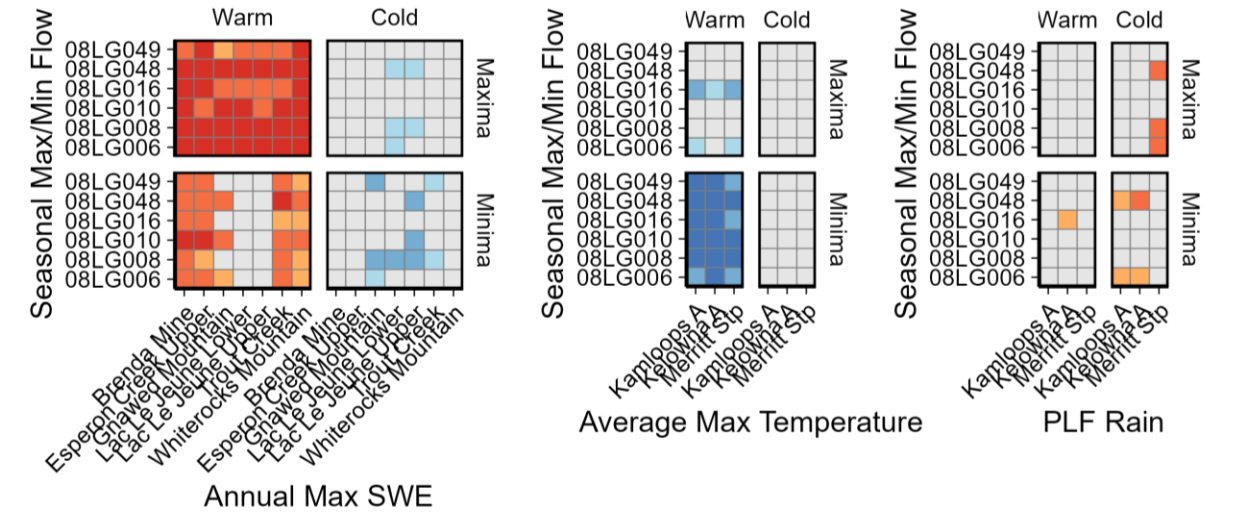 Warm Cold
Seasonal Max/Min Flow
08LG049
08LG048
08LG016
08LG010
08LG008
08LG006
Maxima
08LG049
08LG048
08LG016
08LG010
08LG008
08LG006
Minima
Brenda Mine
Esperon Creek Upper
Gnawed Mountain
Lac Le Jeune Lower
Lac Le Jeune Upper
Trout Creek
Whiterocks Mountain
Brenda Mine
Esperon Creek Upper
Gnawed Mountain
Lac Le Jeune Lower
Lac Le Jeune Upper
Trout Creek
Whiterocks Mountain
Annual Max SWE
Warm Cold
Seasonal Max/Min Flow
08LG049
08LG048
08LG016
08LG010
08LG008
08LG006
Maxima
08LG049
08LG048
08LG016
08LG010
08LG008
08LG006
Minima
Kamloops A
Klowna A
Merritt Stp
Kamloops A
Klowna A
Merritt Stp
Average Max Temperature
Warm Cold
Seasonal Max/Min Flow
08LG049
08LG048
08LG016
08LG010
08LG008
08LG006
Maxima
08LG049
08LG048
08LG016
08LG010
08LG008
08LG006
Minima
Kamloops A
Klowna A
Merritt Stp
Kamloops A
Klowna A
Merritt Stp
PLF Rain